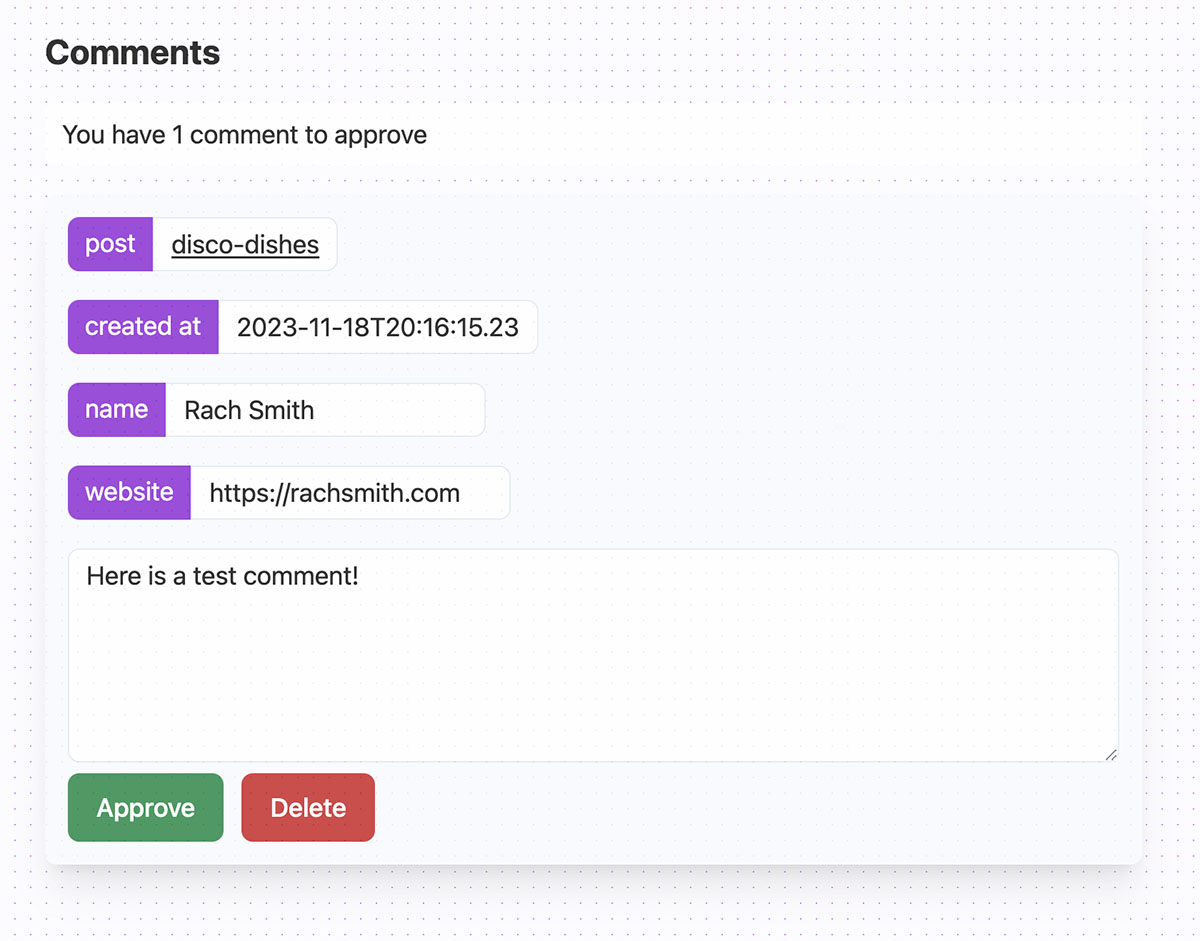 Comments
You have 1 comment to approve
post disco-dishes
created at 2023-11-18T20:16:15.23
name Rach Smith
website https://rachsmith.com
Here is a test comment!
Approve Delete